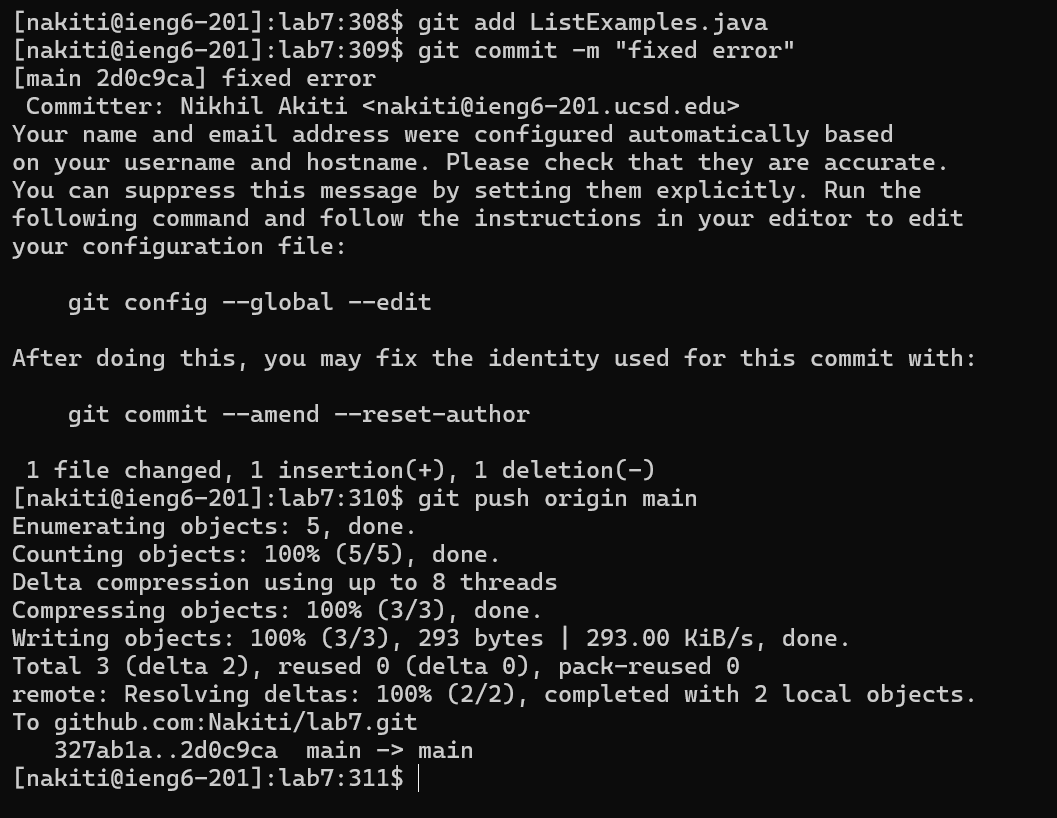 [nakiti@ieng6-201]:lab7:308$ git add ListExamples.java
[nakiti@ieng6-201]:lab7:309$ git commit -m "fixed error"
[main 2d0c9ca] fixed error
 Committer: Nikhil Akiti <nakiti@ieng6-201.ucsd.edu>
Your name and email address were configured automatically based
on your username and hostname. Please check that they are accurate.
You can suppress this message by setting them explicitly. Run the
following command and follow the instructions in your editor to edit
your configuration file:

    git config --global --edit

After doing this, you may fix the identity used for this commit with:

    git commit --amend --reset-author

 1 file changed, 1 insertion(+), 1 deletion(-)
[nakiti@ieng6-201]:lab7:310$ git push origin main
Enumerating objects: 5, done.
Counting objects: 100% (5/5), done.
Delta compression using up to 8 threads
Compressing objects: 100% (3/3), done.
Writing objects: 100% (3/3), 293 bytes | 293.00 KiB/s, done.
Total 3 (delta 2), reused 0 (delta 0), pack-reused 0
remote: Resolving deltas: 100% (2/2), completed with 2 local objects.
To github.com:Nakiti/lab7.git
   327ab1a..2d0c9ca  main -> main
[nakiti@ieng6-201]:lab7:311$